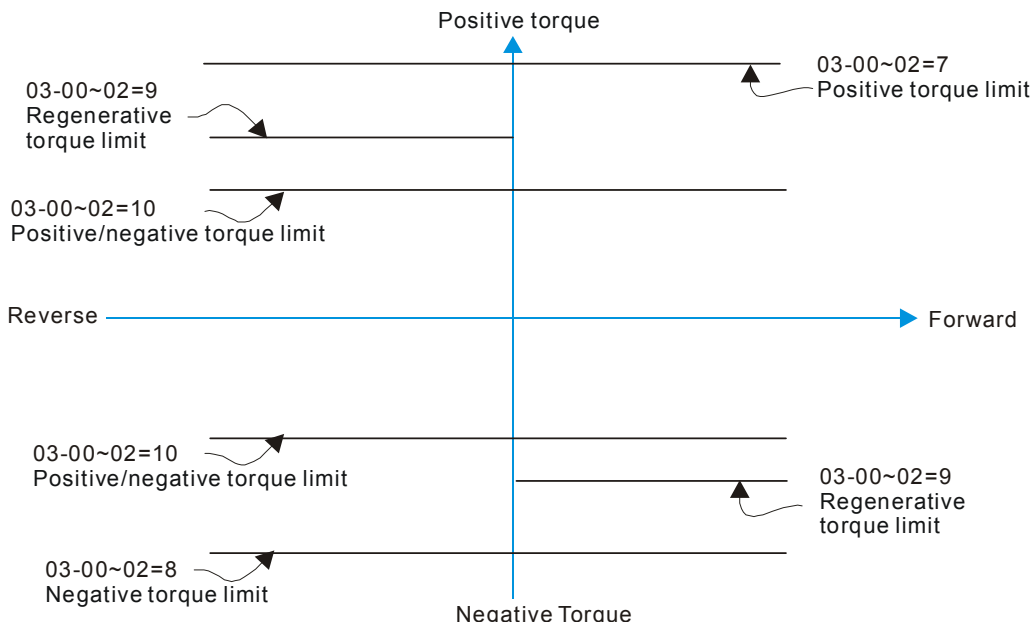 Positive torque
03-00~02=7
Positive torque limit
03-00~02=9
Regenerative
torque limit
03-00~02=10
Positive/negative torque limit
Reverse
Forward
03-00~02=10
Positive/negative torque limit
03-00~02=9
Regenerative
torque limit
03-00~02=8
Negative torque limit
Negative Torque